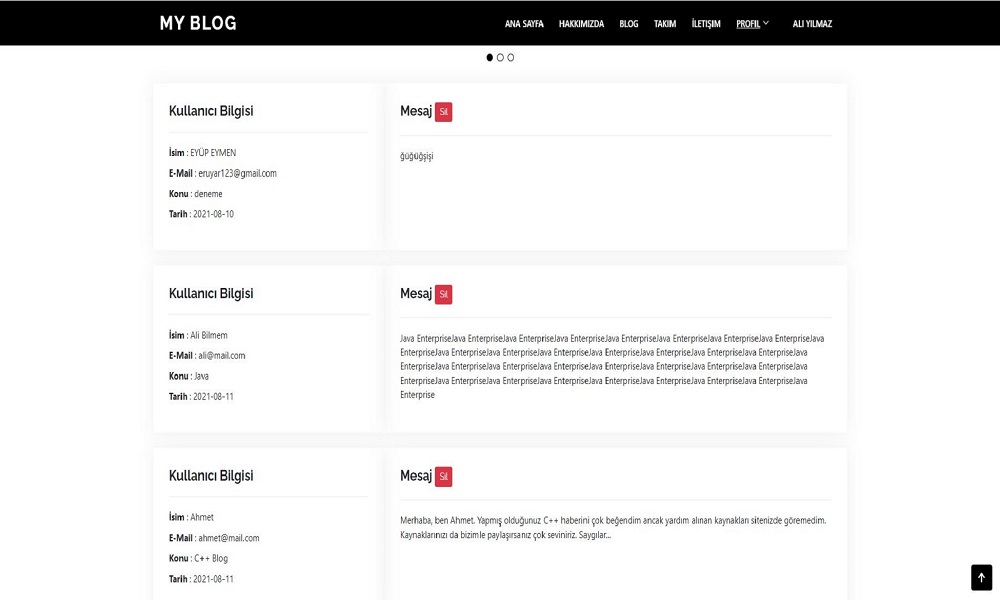 MY BLOG
ANA SAYFA HAKKIMIZDA BLOG TAKIM İLETİŞİM PROFIL ALI YILMAZ
Kullanıcı Bilgisi
İsim : EYÜP EYMEN
E-Mail : eruyar123@gmail.com
Konu : deneme
Tarih : 2021-08-10
Mesaj Sil
ğüğüğşişi
Kullanıcı Bilgisi
İsim : Ali Bilmem
E-Mail : ali@mail.com
Konu : Java
Tarih : 2021-08-11
Mesaj Sil
Java EnterpriseJava EnterpriseJava EnterpriseJava EnterpriseJava EnterpriseJava EnterpriseJava EnterpriseJava EnterpriseJava
EnterpriseJava EnterpriseJava EnterpriseJava EnterpriseJava EnterpriseJava EnterpriseJava EnterpriseJava EnterpriseJava
EnterpriseJava EnterpriseJava EnterpriseJava EnterpriseJava EnterpriseJava EnterpriseJava EnterpriseJava EnterpriseJava
EnterpriseJava EnterpriseJava EnterpriseJava EnterpriseJava EnterpriseJava EnterpriseJava EnterpriseJava EnterpriseJava
Enterprise
Kullanıcı Bilgisi
İsim : Ahmet
E-Mail : ahmet@mail.com
Konu : C++ Blog
Tarih : 2021-08-11
Mesaj Sil
Merhaba, ben Ahmet. Yapmış olduğunuz C++ haberini çok beğendim ancak yardım alınan kaynakları sitenizde göremedim.
Kaynaklarınızı da bizimle paylaşırsanız çok seviniriz. Saygılar...